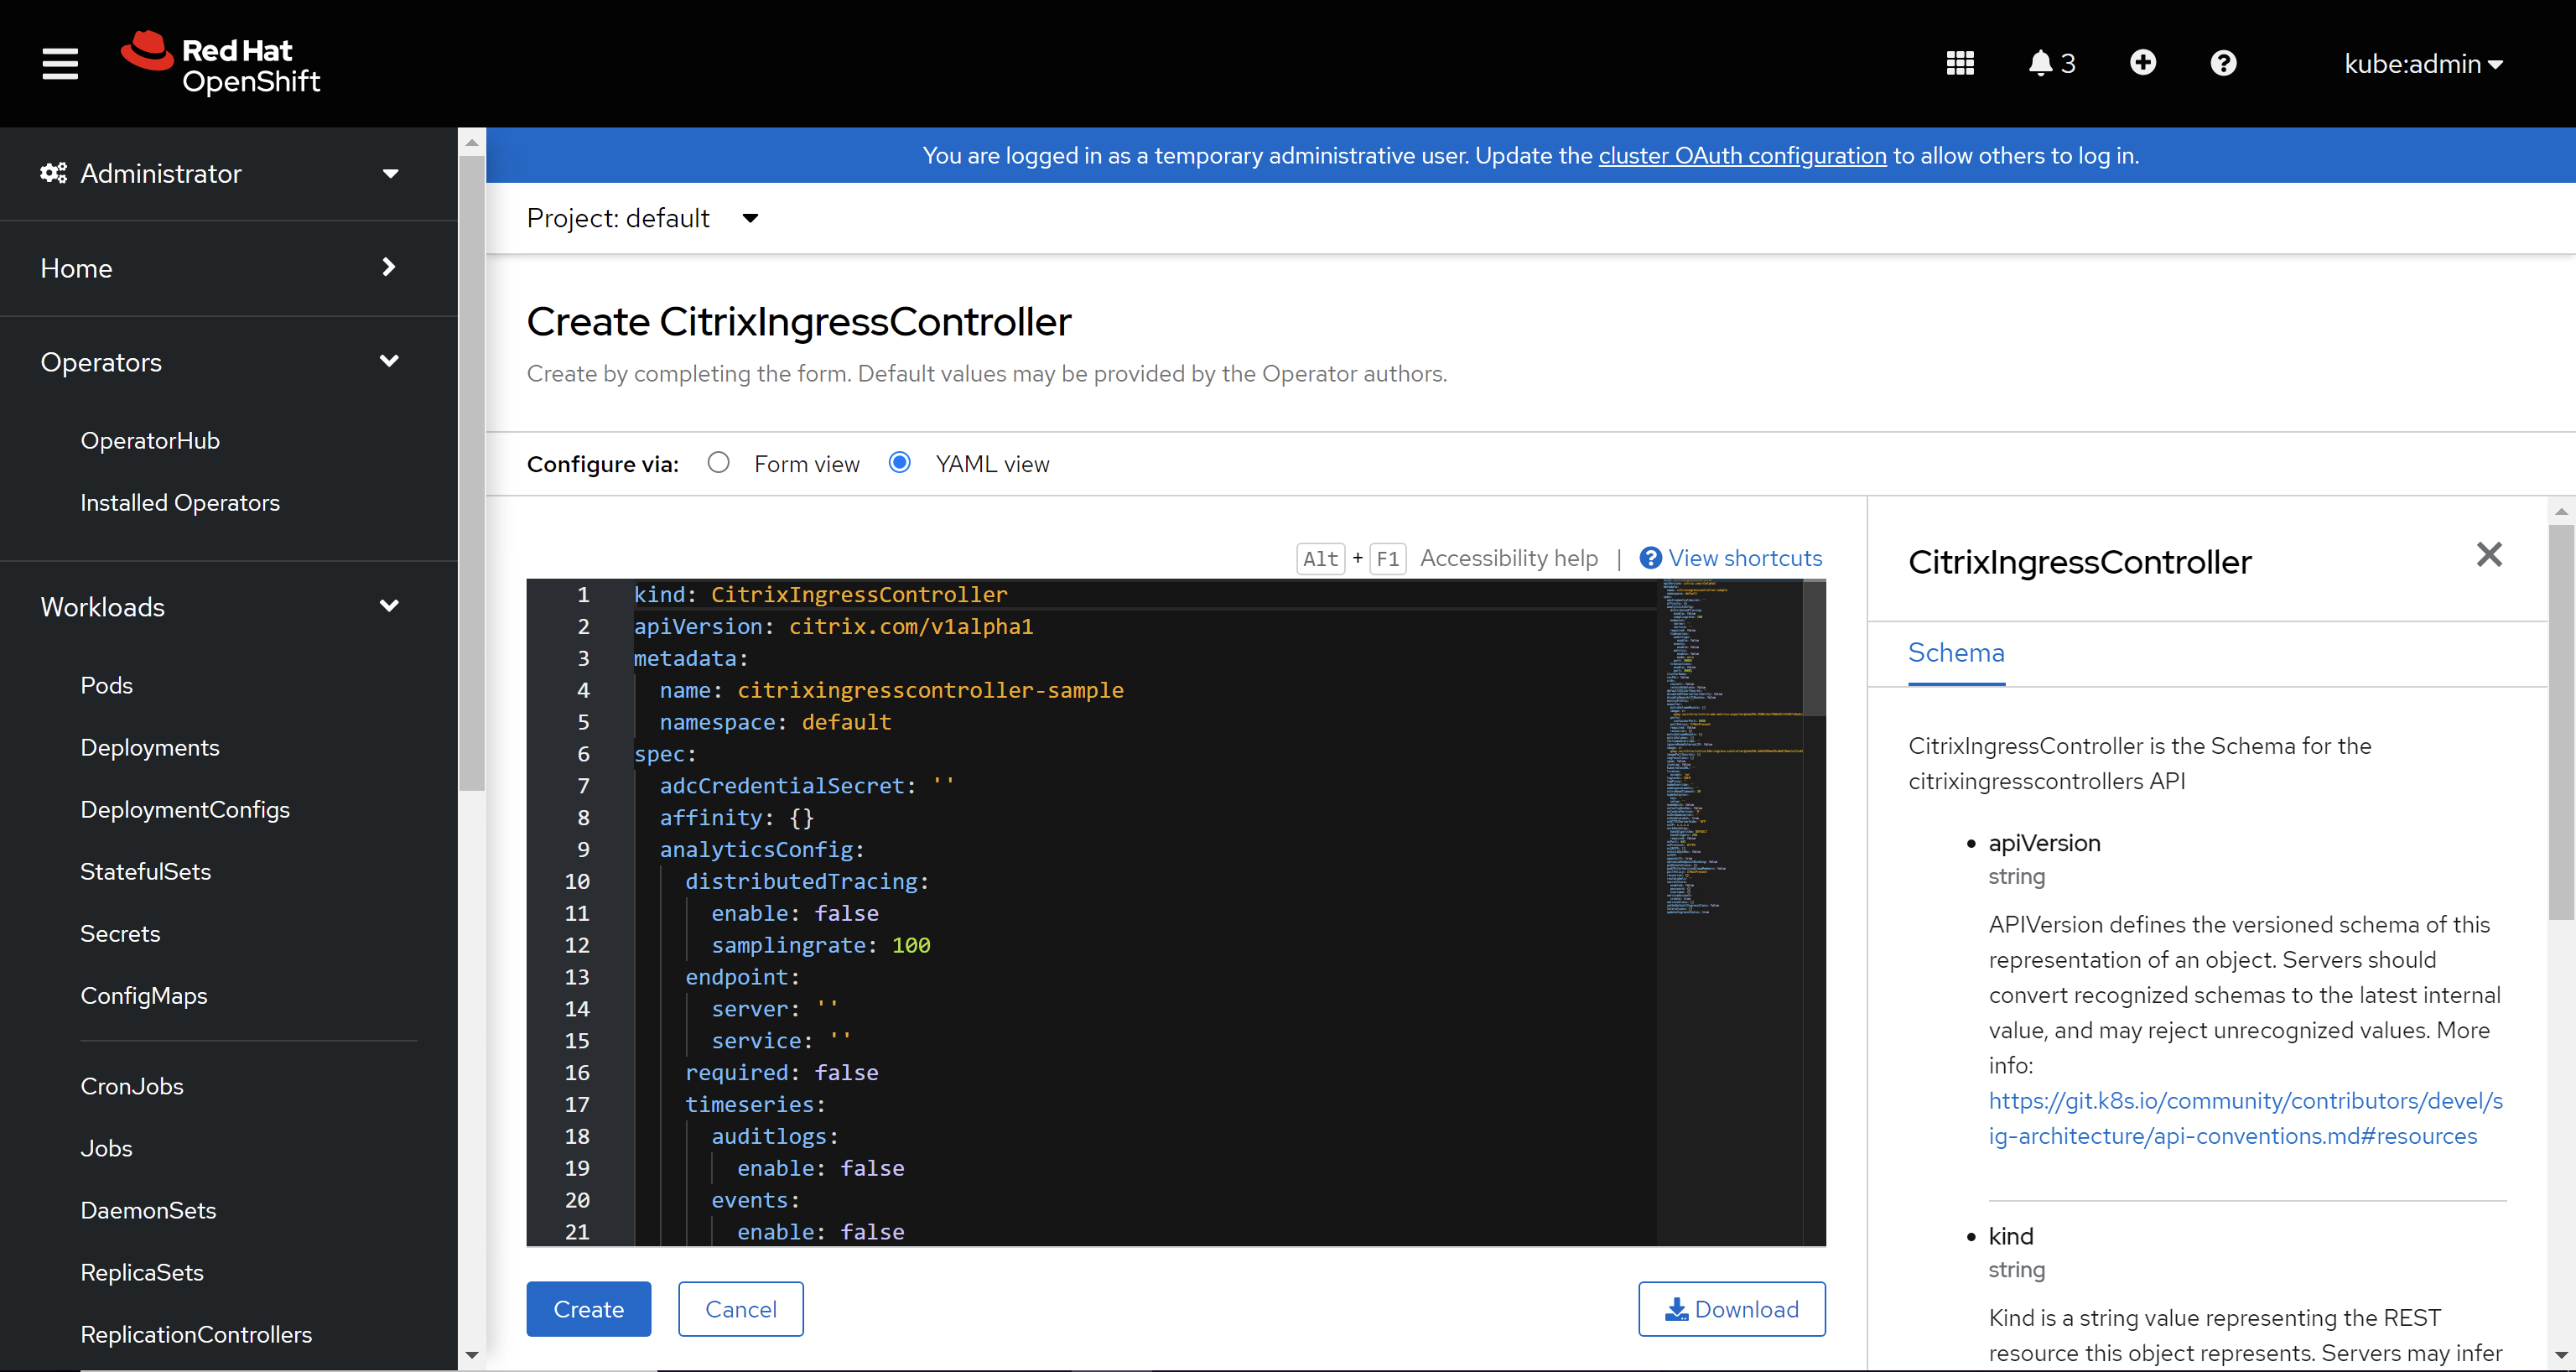 Red Hat
OpenShift
3
kube:admin
Administrator
Home
Operators
OperatorHub
Installed Operators
Workloads
Pods
Deployments
DeploymentConfigs
StatefulSets
Secrets
ConfigMaps
CronJobs
Jobs
DaemonSets
ReplicaSets
ReplicationControllers
You are logged in as a temporary administrative user. Update the cluster OAuth configuration to allow others to log in.
Project: default
Create CitrixIngressController
Create by completing the form. Default values may be provided by the Operator authors.
Configure via: Form view YAML view
Alt + F1 Accessibility help | View shortcuts
1 kind: CitrixIngressController
2 apiVersion: citrix.com/v1alpha1
3 metadata:
4 name: citrixingresscontroller-sample
5 namespace: default
6 spec:
7 adcCredentialSecret: ''
8 affinity: {}
9 analyticsConfig:
10 distributedTracing:
11 enable: false
12 samplingrate: 100
13 endpoint:
14 server: ''
15 service: ''
16 required: false
17 timeseries:
18 auditlogs:
19 enable: false
20 events:
21 enable: false
Create Cancel Download
CitrixIngressController
Schema
CitrixIngressController is the Schema for the
citrixingresscontrollers API
• apiVersion
string
APIVersion defines the versioned schema of this
representation of an object. Servers should
convert recognized schemas to the latest internal
value, and may reject unrecognized values. More
info:
https://git.k8s.io/community/contributors/devel/s
ig-architecture/api-conventions.md#resources
• kind
string
Kind is a string value representing the REST
resource this object represents. Servers may infer